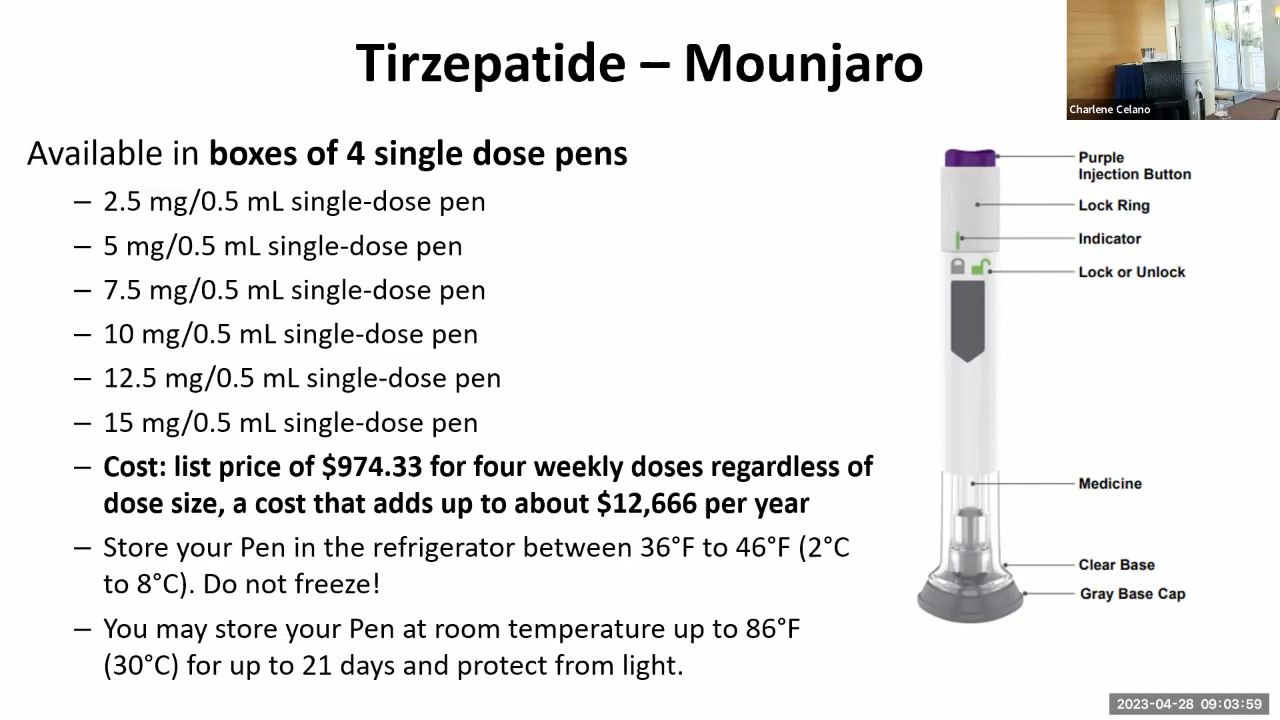 Tirzepatide – Mounjaro
Charlene Celano
Available in boxes of 4 single dose pens
– 2.5 mg/0.5 mL single-dose pen
– 5 mg/0.5 mL single-dose pen
– 7.5 mg/0.5 mL single-dose pen
– 10 mg/0.5 mL single-dose pen
– 12.5 mg/0.5 mL single-dose pen
– 15 mg/0.5 mL single-dose pen
– Cost: list price of $974.33 for four weekly doses regardless of
dose size, a cost that adds up to about $12,666 per year
– Store your Pen in the refrigerator between 36°F to 46°F (2°C
to 8°C). Do not freeze!
– You may store your Pen at room temperature up to 86°F
(30°C) for up to 21 days and protect from light.
Purple
Injection Button
Lock Ring
Indicator
Lock or Unlock
Medicine
Clear Base
Gray Base Cap
2023-04-28 09:03:59